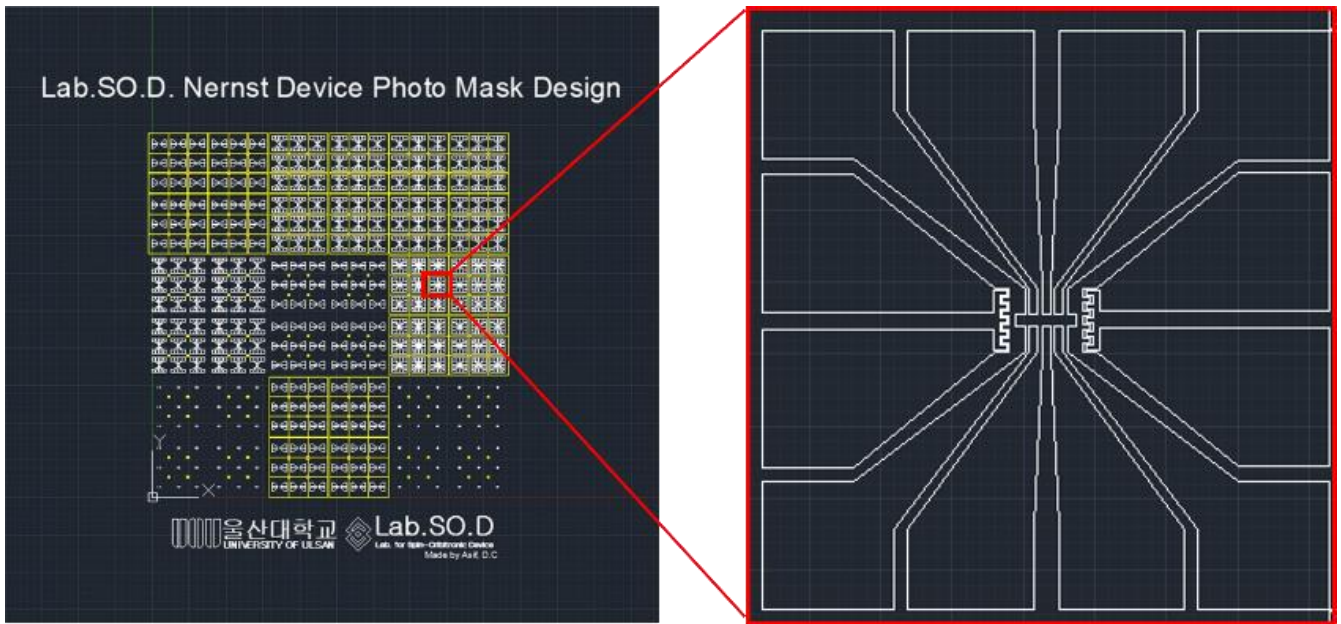 Lab.SO.D. Nernst Device Photo Mask Design
Y
X
울산대학교
UNIVERSITY OF ULSAN
Lab.SO.D
Lab. for Spin-Orbitronic Device
Made by Asif, D.C